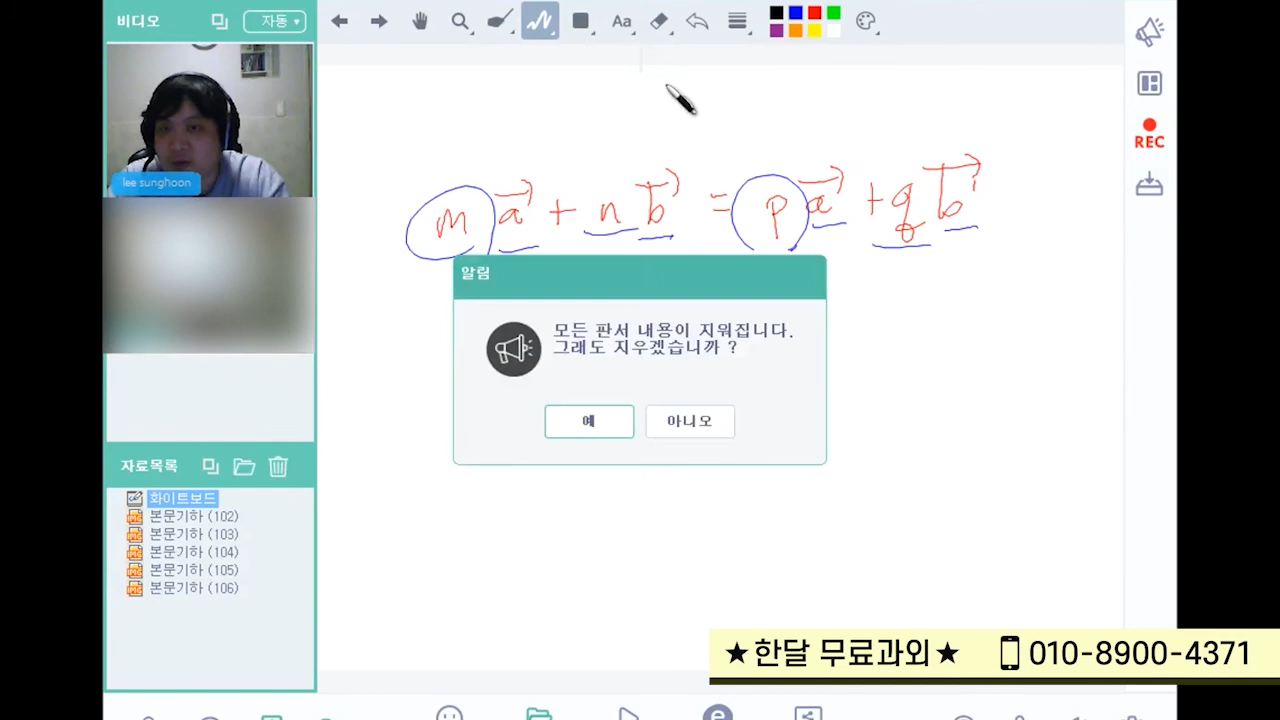 비디오
자동
Aa
REC
lee sunghoon
m a + n b = p a + q b
알림
모든 판서 내용이 지워집니다.
그래도 지우겠습니까 ?
예
아니오
자료목록
화이트보드
본문기하 (102)
본문기하 (103)
본문기하 (104)
본문기하 (105)
본문기하 (106)
★한달 무료과외★ 010-8900-4371